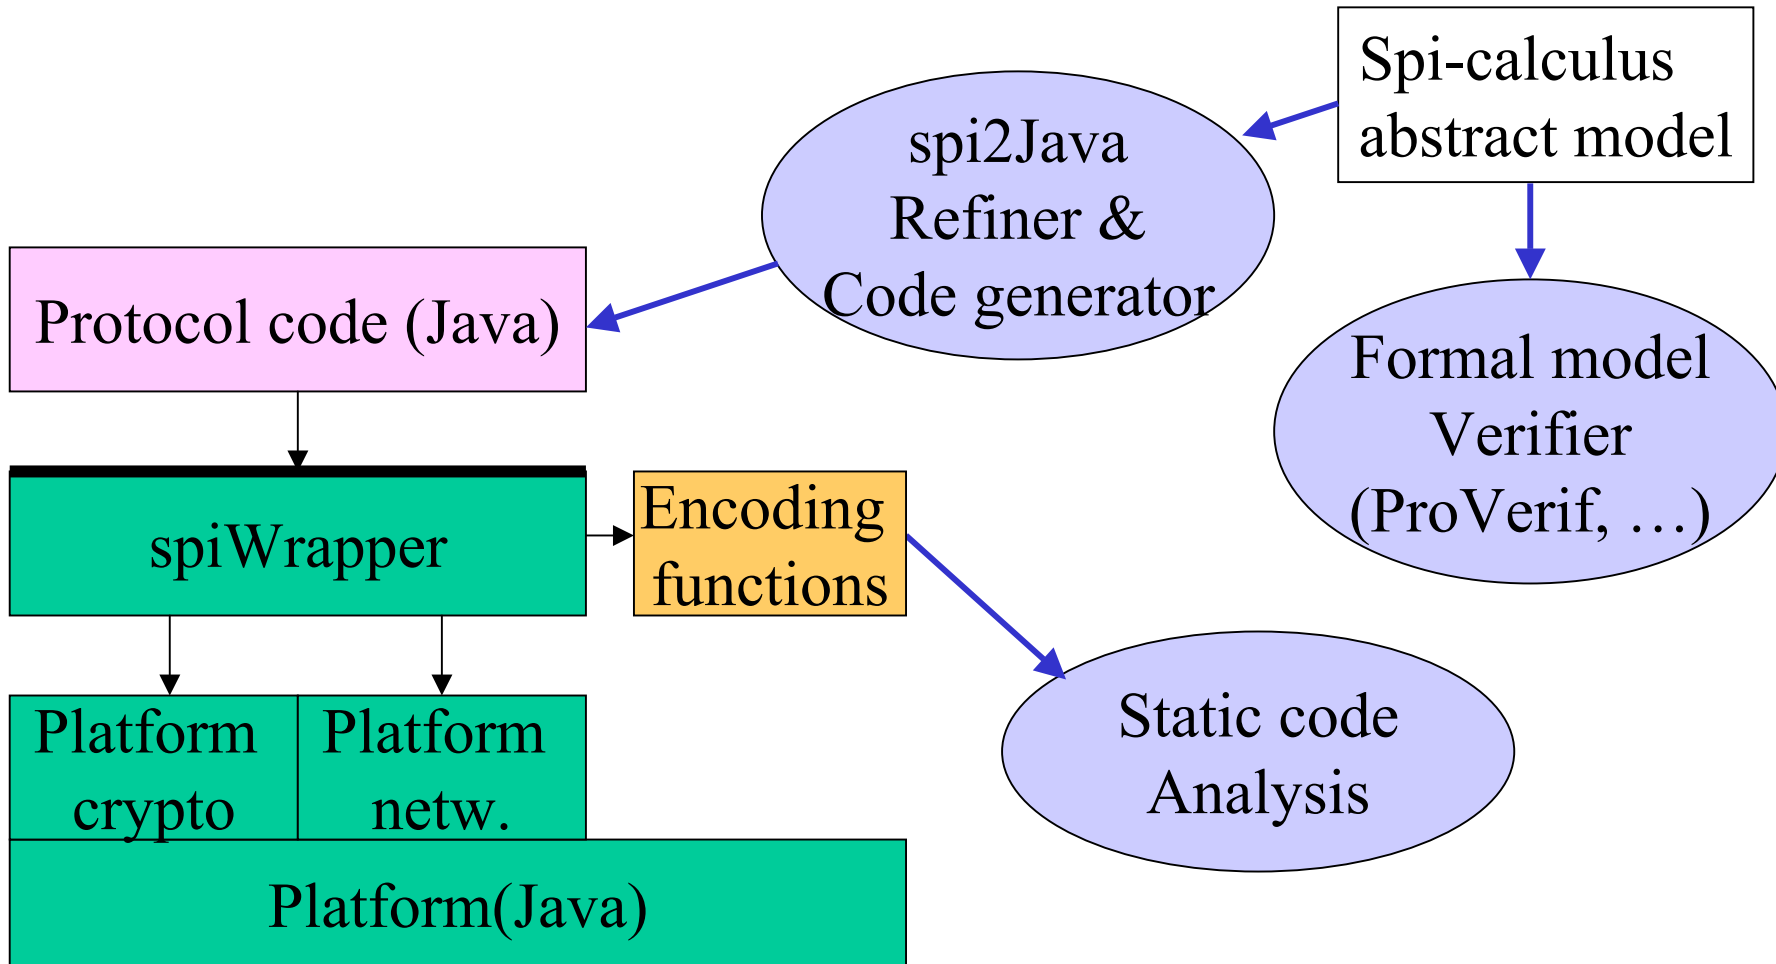 Spi-calculus
abstract model
spi2Java
Refiner &
Code generator
Protocol code (Java)
Formal model
Verifier
(ProVerif, …)
spiWrapper
Encoding
functions
Static code
Analysis
Platform
crypto
Platform
netw.
Platform(Java)